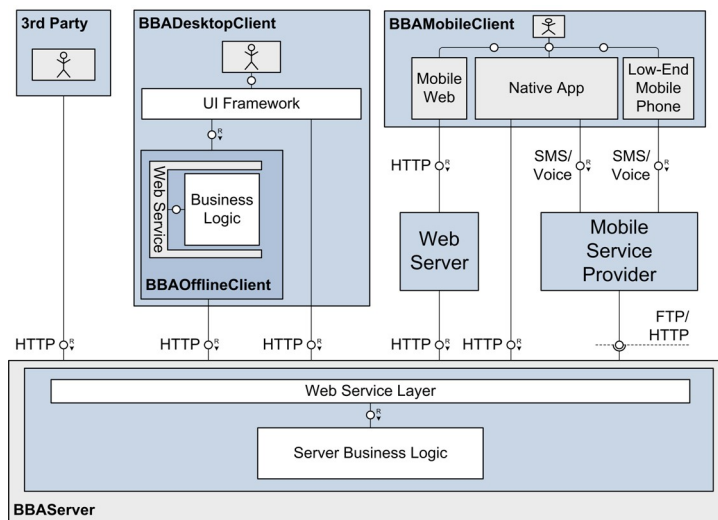 3rd Party
BBADesktopClient
UI Framework
R
Web Service
Business
Logic
BBAOfflineClient
BBAMobileClient
Mobile
Web
Native App
Low-End
Mobile
Phone
HTTP
R
SMS/
Voice
R
SMS/
Voice
R
Web
Server
Mobile
Service
Provider
FTP/
HTTP
HTTP
R
HTTP
R
HTTP
R
HTTP
R
HTTP
R
Web Service Layer
R
Server Business Logic
BBAServer